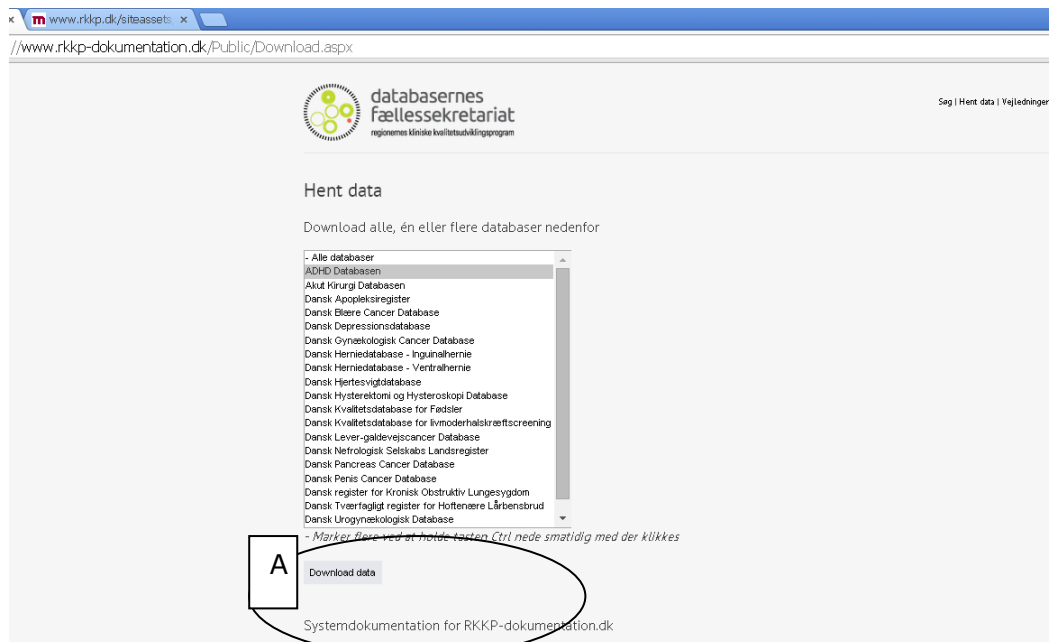 www.rkkp.dk/siteassets
//www.rkkp-dokumentation.dk/Public/Download.aspx
databasernes
fællessekretariat
regionernes kliniske kvalitetsudviklingsprogram
Søg | Hent data | Vejledninger
Hent data
Download alle, én eller flere databaser nedenfor
- Alle databaser
ADHD Databasen
Akut Kirurgi Databasen
Dansk Apopleksiregister
Dansk Blære Cancer Database
Dansk Depressionsdatabase
Dansk Gynækologisk Cancer Database
Dansk Herniedatabase - Inguinalhernie
Dansk Herniedatabase - Ventralhernie
Dansk Hjertesvigtdatabase
Dansk Hysterektomi og Hysteroskopi Database
Dansk Kvalitetsdatabase for Fødsler
Dansk Kvalitetsdatabase for livmoderhalskræftscreening
Dansk Lever-galdevejscancer Database
Dansk Nefrologisk Selskabs Landsregister
Dansk Pancreas Cancer Database
Dansk Penis Cancer Database
Dansk register for Kronisk Obstruktiv Lungesygdom
Dansk Tværfagligt register for Hoftenære Lårbensbrud
Dansk Urogynækologisk Database
- Marker flere ved at holde tasten Ctrl nede smatidig med der klikkes
A
Download data
Systemdokumentation for RKKP-dokumentation.dk